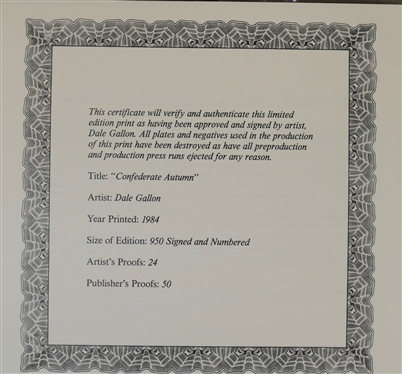 This certificate will verify and authenticate this limited
edition print as having been approved and signed by artist,
Dale Gallon. All plates and negatives used in the production
of this print have been destroyed as have all preproduction
and production press runs ejected for any reason.
Title: "Confederate Autumn"
Artist: Dale Gallon
Year Printed: 1984
Size of Edition: 950 Signed and Numbered
Artist's Proofs: 24
Publisher's Proofs: 50